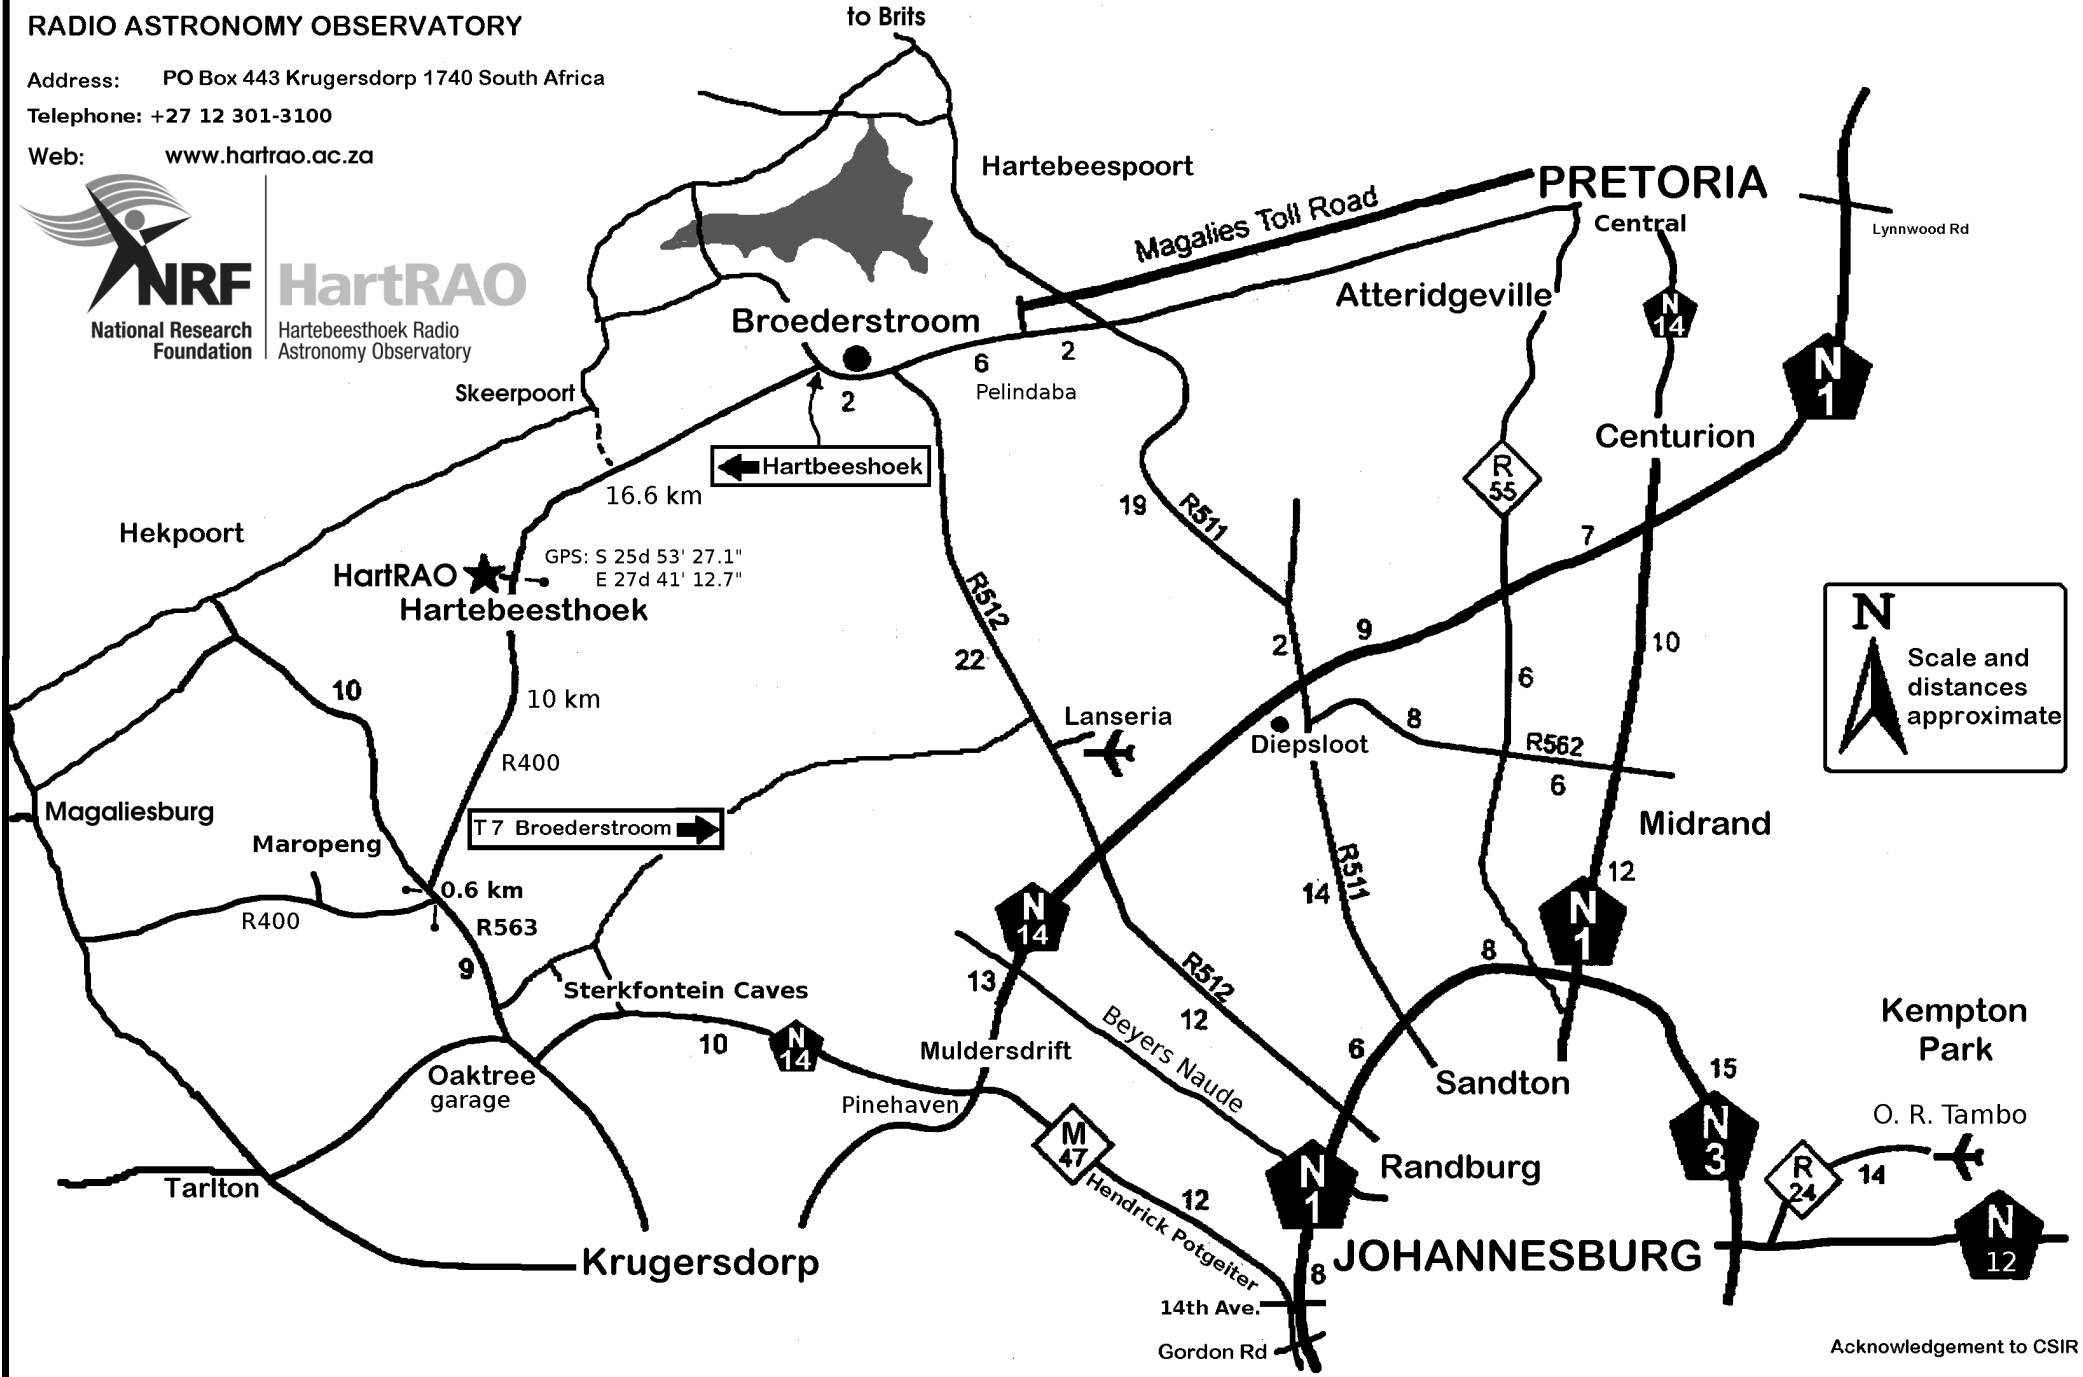 RADIO ASTRONOMY OBSERVATORY
Address: PO Box 443 Krugersdorp 1740 South Africa
Telephone: +27 12 301-3100
Web: www.hartrao.ac.za
NRF
National Research
Foundation
HartRAO
Hartebeesthoek Radio
Astronomy Observatory
to Brits
Hartebeespoort
Magalies Toll Road
PRETORIA
Central
Lynnwood Rd
Atteridgeville
N
14
N
1
Broederstroom
6
2
Pelindaba
2
Skeerpoort
Hartbeeshoek
16.6 km
Centurion
R
55
19
R511
7
Hekpoort
HartRAO
GPS: S 25d 53' 27.1"
E 27d 41' 12.7"
Hartebeesthoek
R512
22
2
9
10
6
N
Scale and
distances
approximate
10
10 km
R400
Lanseria
Diepsloot
8
R562
6
Magaliesburg
T7 Broederstroom
Midrand
Maropeng
0.6 km
R400
R563
9
12
R511
14
N
14
N
1
8
13
R512
12
Beyers Naude
Sterkfontein Caves
10
N
14
Muldersdrift
Pinehaven
6
Sandton
15
Kempton
Park
O. R. Tambo
Oaktree
garage
M
47
Hendrick Potgeiter
12
N
1
Randburg
N
3
R
24
14
Tarlton
Krugersdorp
JOHANNESBURG
N
12
8
14th Ave.
Gordon Rd
Acknowledgement to CSIR